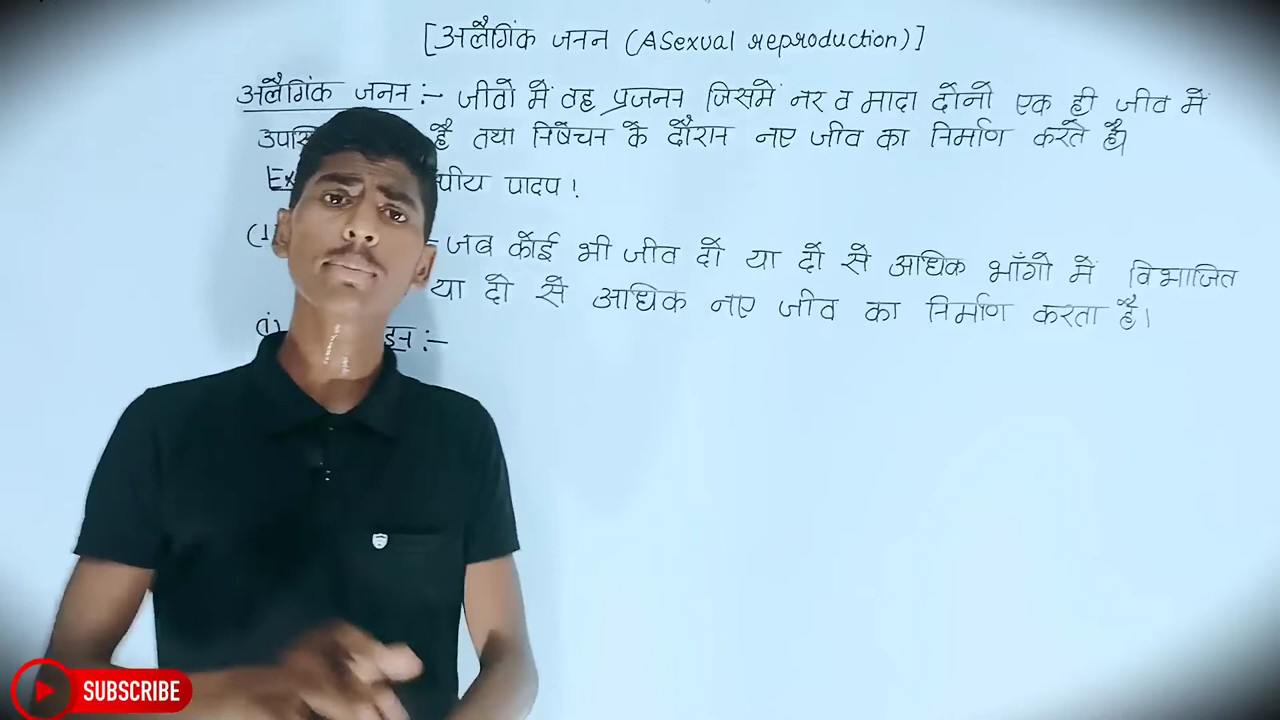 [अलैगिंक जनन (ASexual reproduction)]
अलैगिंक जनन :- जीवो में वह प्रजनन जिसमें नर व मादा दोनो एक ही जीव में
है तथा निषेचन के दौरान नए जीव का निर्माण करते है।
पादप !
जब कोई भी जीव दो या दो से अधिक भाँगो में विभाजित
या दो से अधिक नए जीव का निर्माण करता है।
(i) :-
SUBSCRIBE